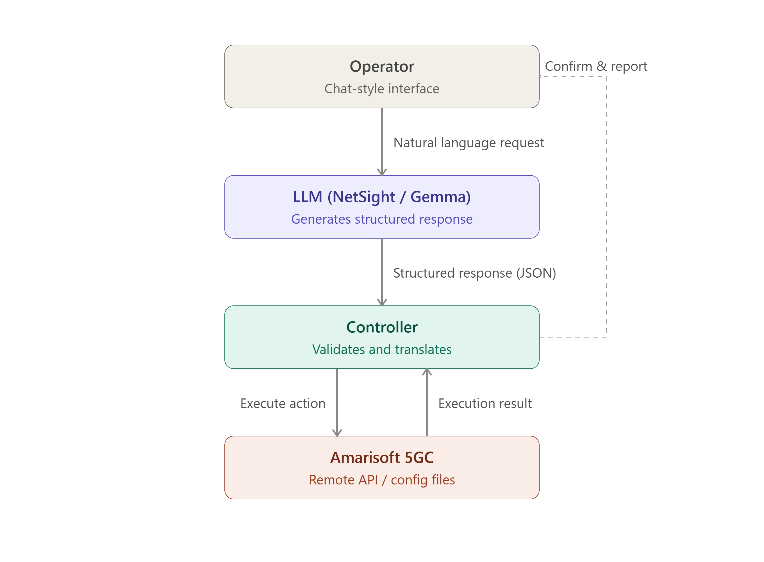 Operator
Chat-style interface
Confirm & report
Natural language request
LLM (NetSight / Gemma)
Generates structured response
Structured response (JSON)
Controller
Validates and translates
Execute action
Execution result
Amarisoft 5GC
Remote API / config files